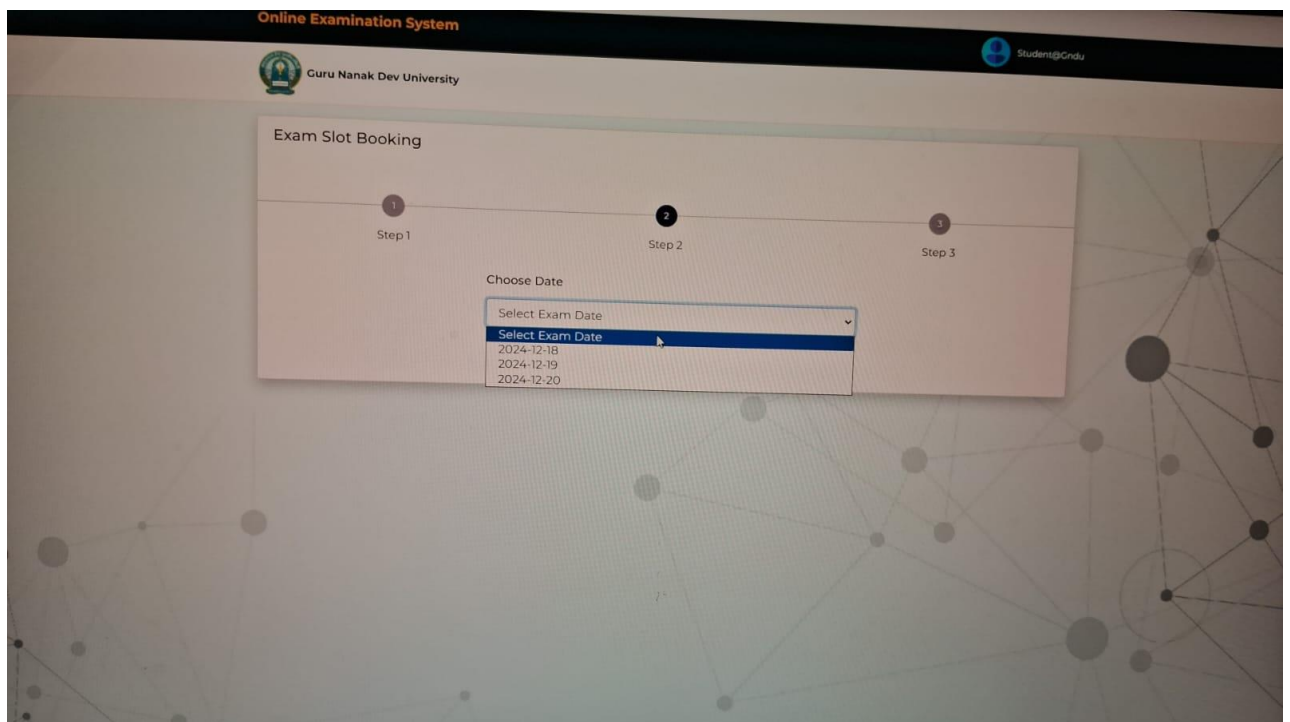 Online Examination System
Student@Gndu
Guru Nanak Dev University
Exam Slot Booking
1
2
3
Step 1
Step 2
Step 3
Choose Date
Select Exam Date
Select Exam Date
2024-12-18
2024-12-19
2024-12-20